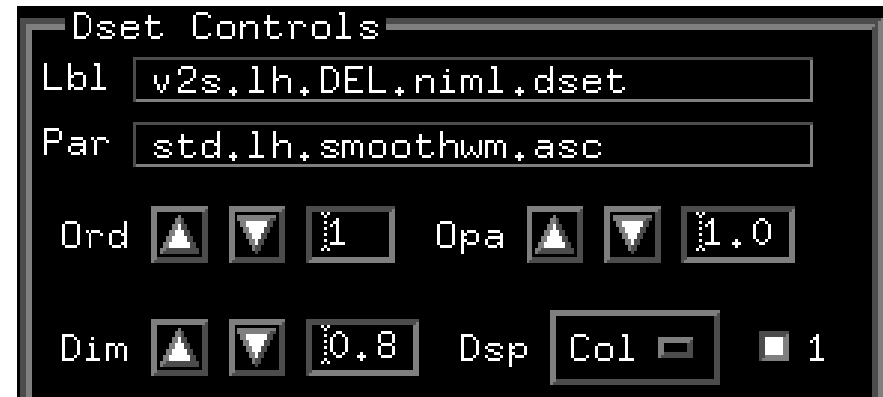 Dset Controls
Lbl v2s.lh.DEL.niml.dset
Par std.lh.smoothwm.asc
Ord 1 Opa 1.0
Dim 0.8 Dsp Col 1